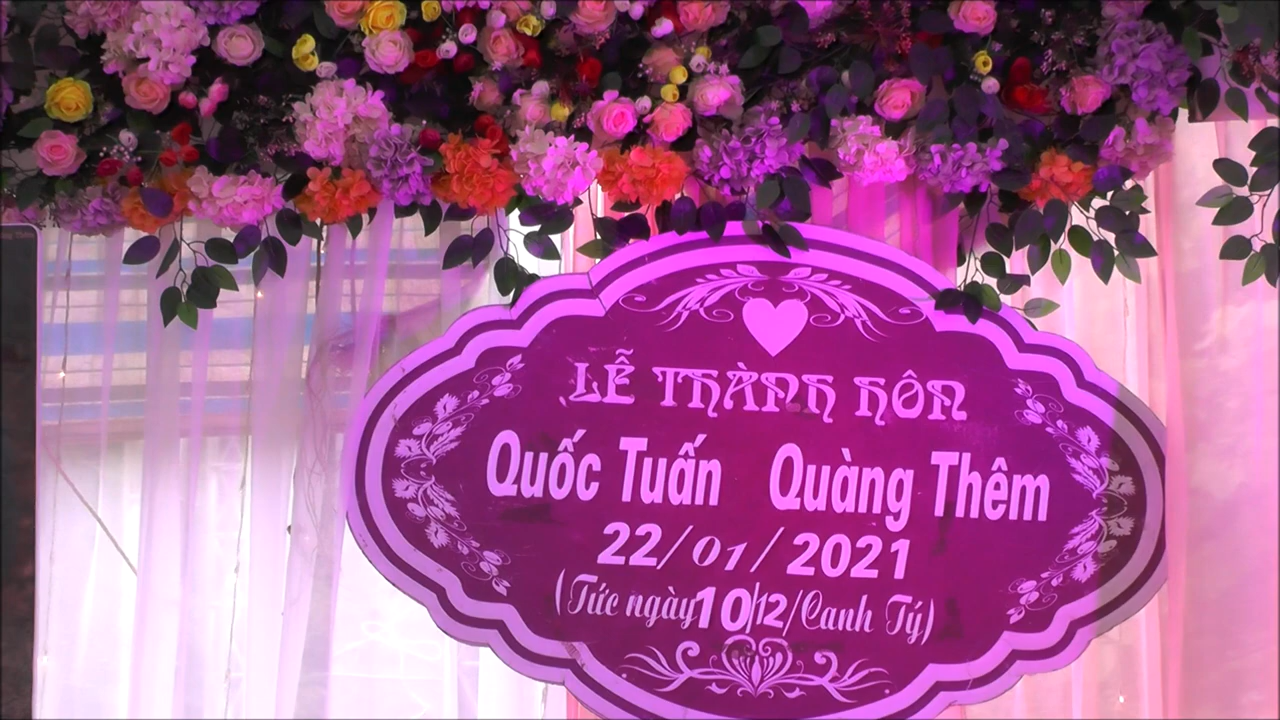 LỄ THÀNH HÔN
Quốc Tuấn Quàng Thêm
22/01/2021
(Tức ngày 10/12/Canh Tý)